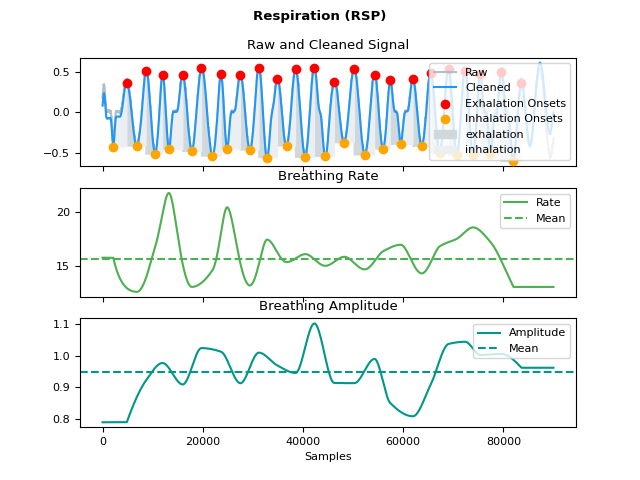 Respiration (RSP)
Raw and Cleaned Signal
0.5
0.0
−0.5
Raw
Cleaned
Exhalation Onsets
Inhalation Onsets
exhalation
inhalation
Breathing Rate
20
15
Rate
Mean
Breathing Amplitude
1.1
1.0
0.9
0.8
Amplitude
Mean
0 20000 40000 60000 80000
Samples